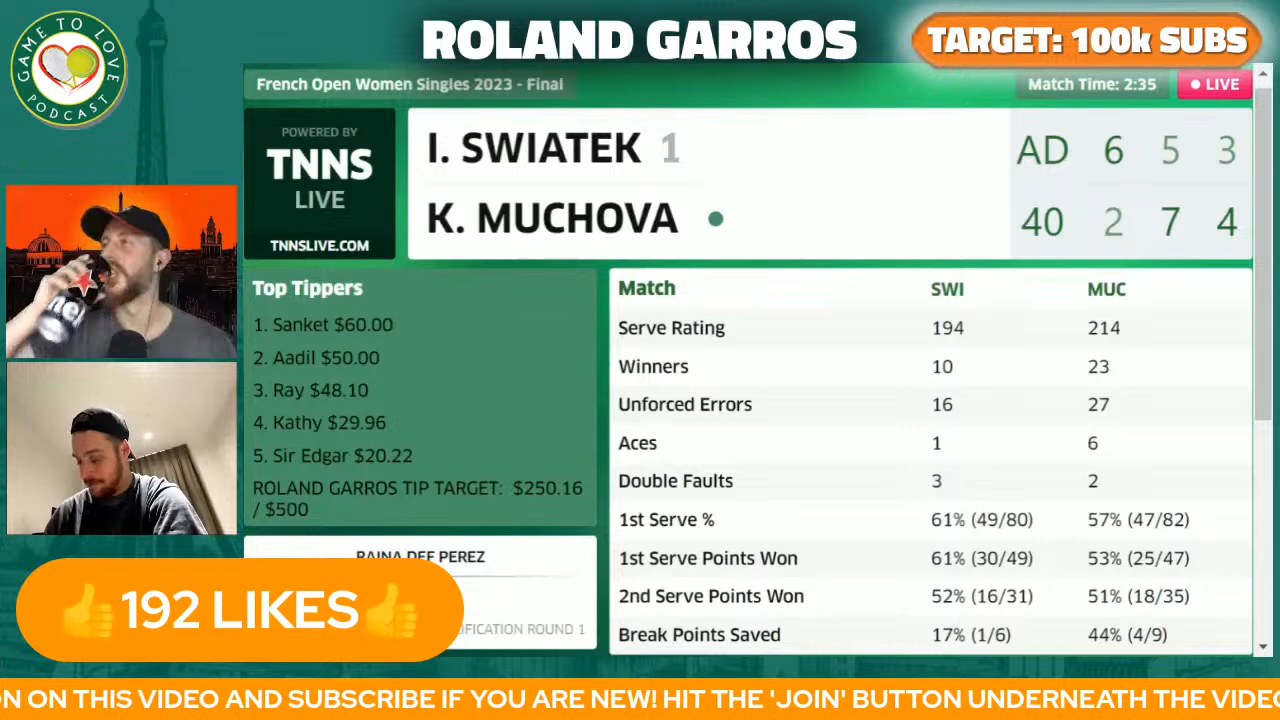 GAME TO LOVE
PODCAST
ROLAND GARROS
TARGET: 100k SUBS
French Open Women Singles 2023 - Final
Match Time: 2:35
LIVE
POWERED BY
TNNS
LIVE
TNNSLIVE.COM
I. SWIATEK 1 AD 6 5 3
K. MUCHOVA 40 2 7 4
Top Tippers
1. Sanket $60.00
2. Aadil $50.00
3. Ray $48.10
4. Kathy $29.96
5. Sir Edgar $20.22
ROLAND GARROS TIP TARGET: $250.16
/ $500
Match SWI MUC
Serve Rating 194 214
Winners 10 23
Unforced Errors 16 27
Aces 1 6
Double Faults 3 2
1st Serve % 61% (49/80) 57% (47/82)
1st Serve Points Won 61% (30/49) 53% (25/47)
2nd Serve Points Won 52% (16/31) 51% (18/35)
Break Points Saved 17% (1/6) 44% (4/9)
PEREZ
ROUND 1
192 LIKES
ON THIS VIDEO AND SUBSCRIBE IF YOU ARE NEW! HIT THE 'JOIN' BUTTON UNDERNEATH THE